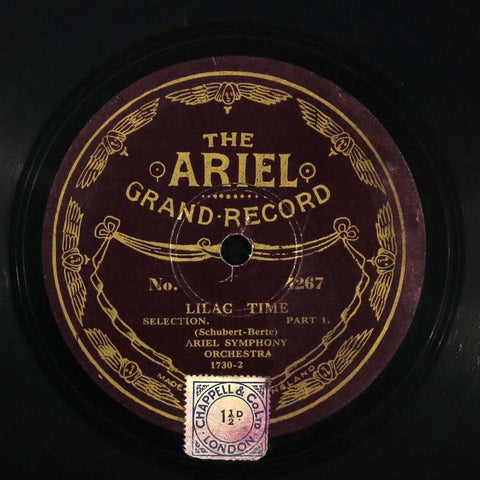 THE
ARIEL
GRAND·RECORD
No. 4267
LILAC TIME
SELECTION. PART 1.
(Schubert-Berte)
ARIEL SYMPHONY
ORCHESTRA
1730-2
MADE
CHAPPELL & Co. LTD
1½D
LONDON